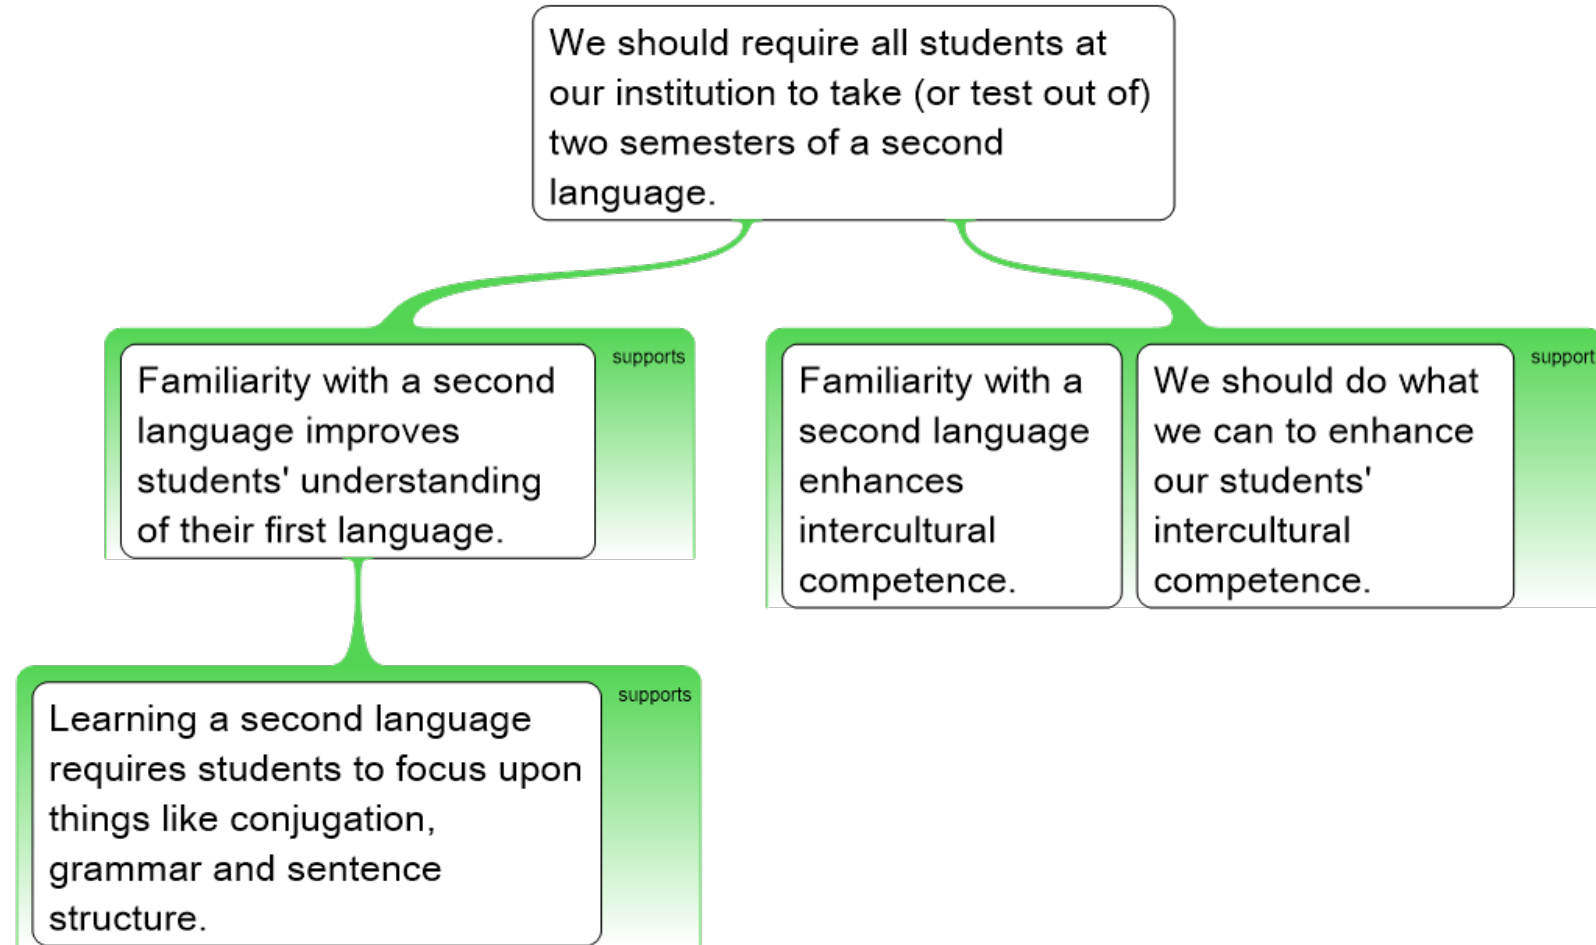 We should require all students at
our institution to take (or test out of)
two semesters of a second
language.
supports
Familiarity with a second
language improves
students' understanding
of their first language.
support
Familiarity with a
second language
enhances
intercultural
competence.
We should do what
we can to enhance
our students'
intercultural
competence.
supports
Learning a second language
requires students to focus upon
things like conjugation,
grammar and sentence
structure.